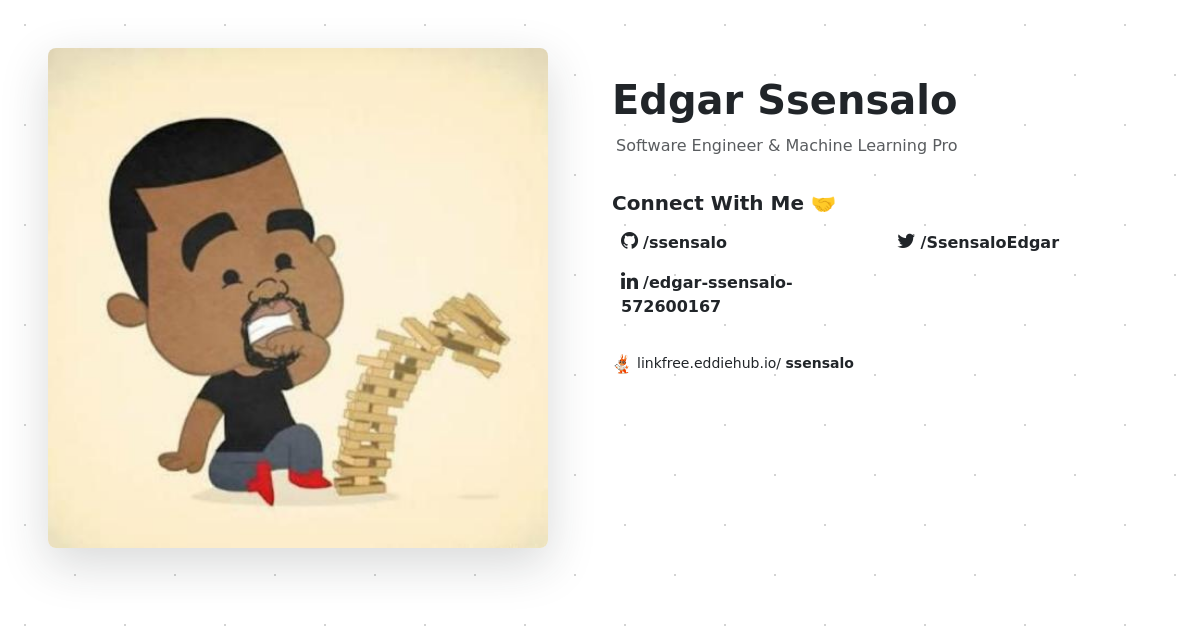 Edgar Ssensalo
Software Engineer & Machine Learning Pro
Connect With Me 🤝
/ssensalo
/SsensaloEdgar
/edgar-ssensalo-
572600167
linkfree.eddiehub.io/ ssensalo